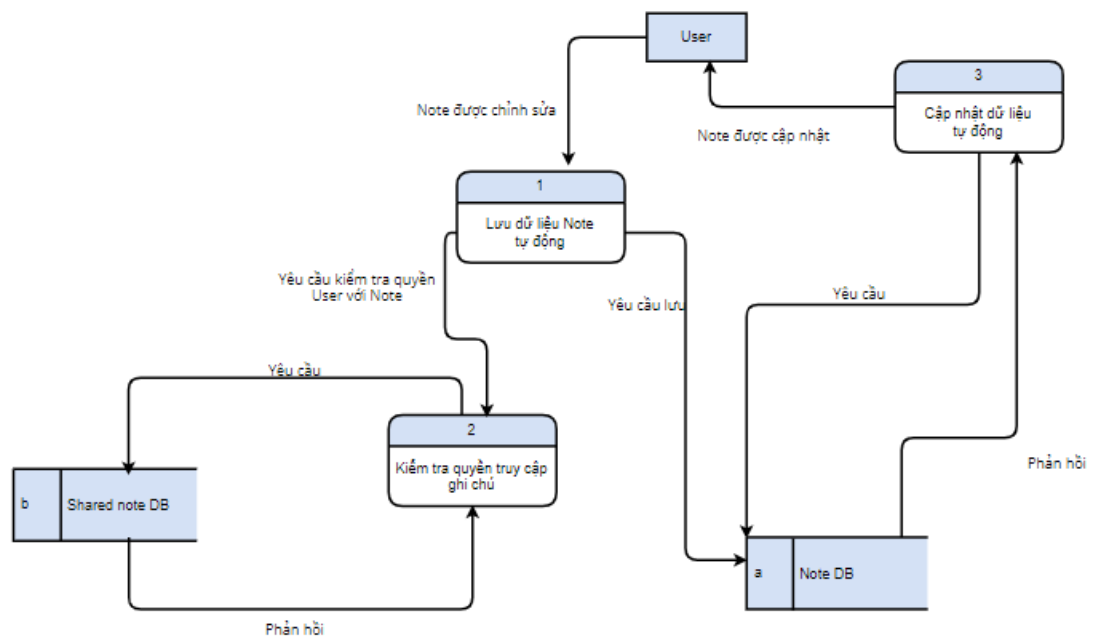 User
3
Cập nhật dữ liệu
tự động
Note được chỉnh sửa
Note được cập nhật
1
Lưu dữ liệu Note
tự động
Yêu cầu kiểm tra quyền
User với Note
Yêu cầu lưu
Yêu cầu
Yêu cầu
2
Kiểm tra quyền truy cập
ghi chú
Phản hồi
b
Shared note DB
a
Note DB
Phản hồi